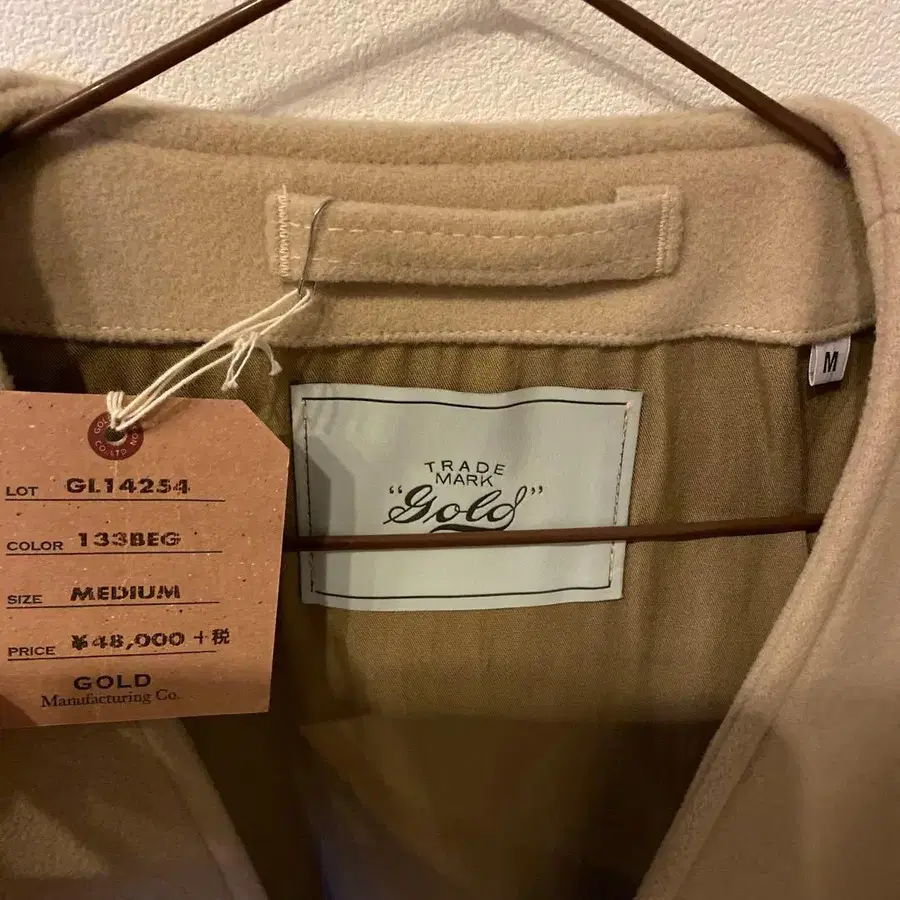 LOT GL14254
COLOR 133BEG
SIZE MEDIUM
PRICE ¥48,000 +税
GOLD
Manufacturing Co.
TRADE
MARK
"Gold"
M